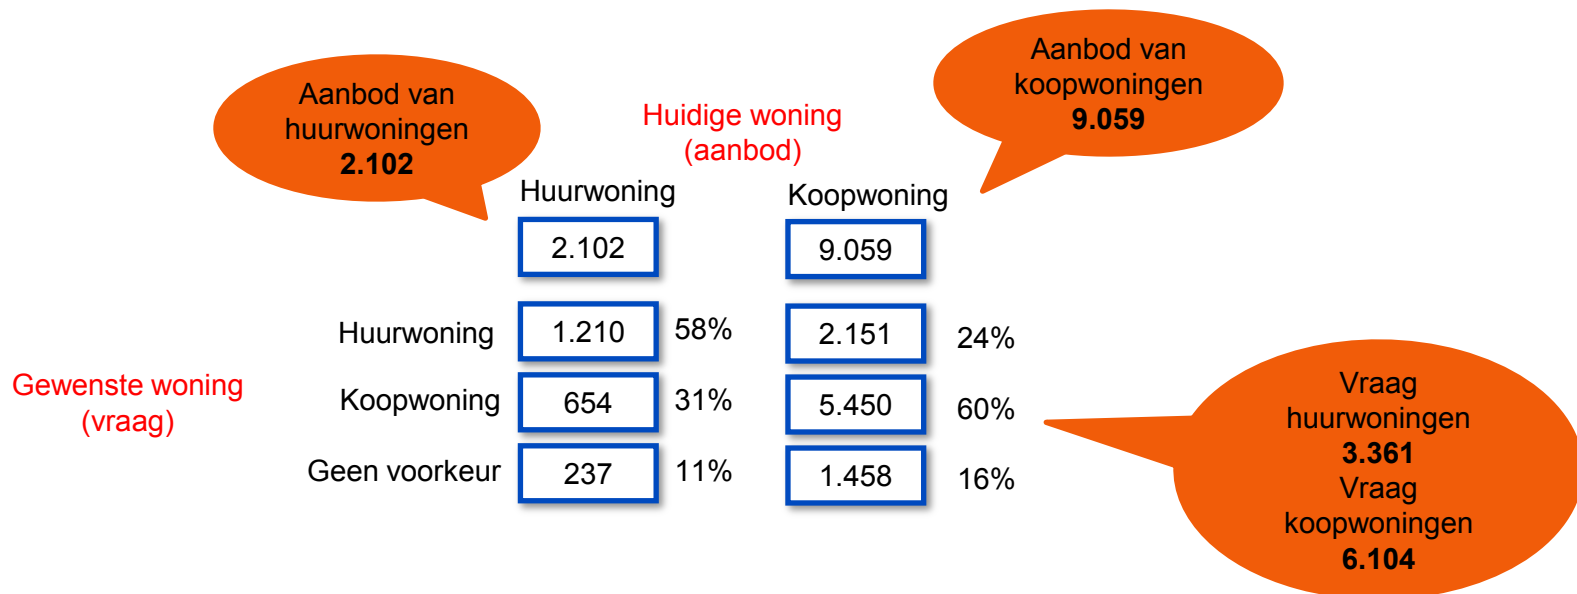 Aanbod van
huurwoningen
2.102
Aanbod van
koopwoningen
9.059
Huidige woning
(aanbod)
Huurwoning
Koopwoning
2.102
9.059
Huurwoning
1.210
58%
2.151
24%
Gewenste woning
(vraag)
Koopwoning
654
31%
5.450
60%
Geen voorkeur
237
11%
1.458
16%
Vraag
huurwoningen
3.361
Vraag
koopwoningen
6.104